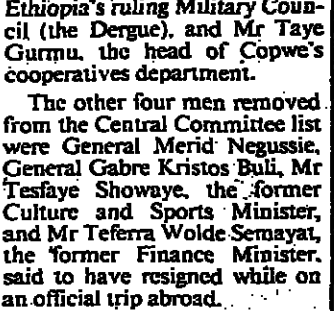 Ethiopia's ruling Military Coun-
cil (the Dergue), and Mr Taye
Gurmu, the head of Copwe's
cooperatives department.
The other four men removed
from the Central Committee list
were General Merid Negussie,
General Gabre Kristos Buli, Mr
Tesfaye Showaye, the former
Culture and Sports Minister,
and Mr Teferra Wolde Semayat,
the former Finance Minister,
said to have resigned while on
an official trip abroad.